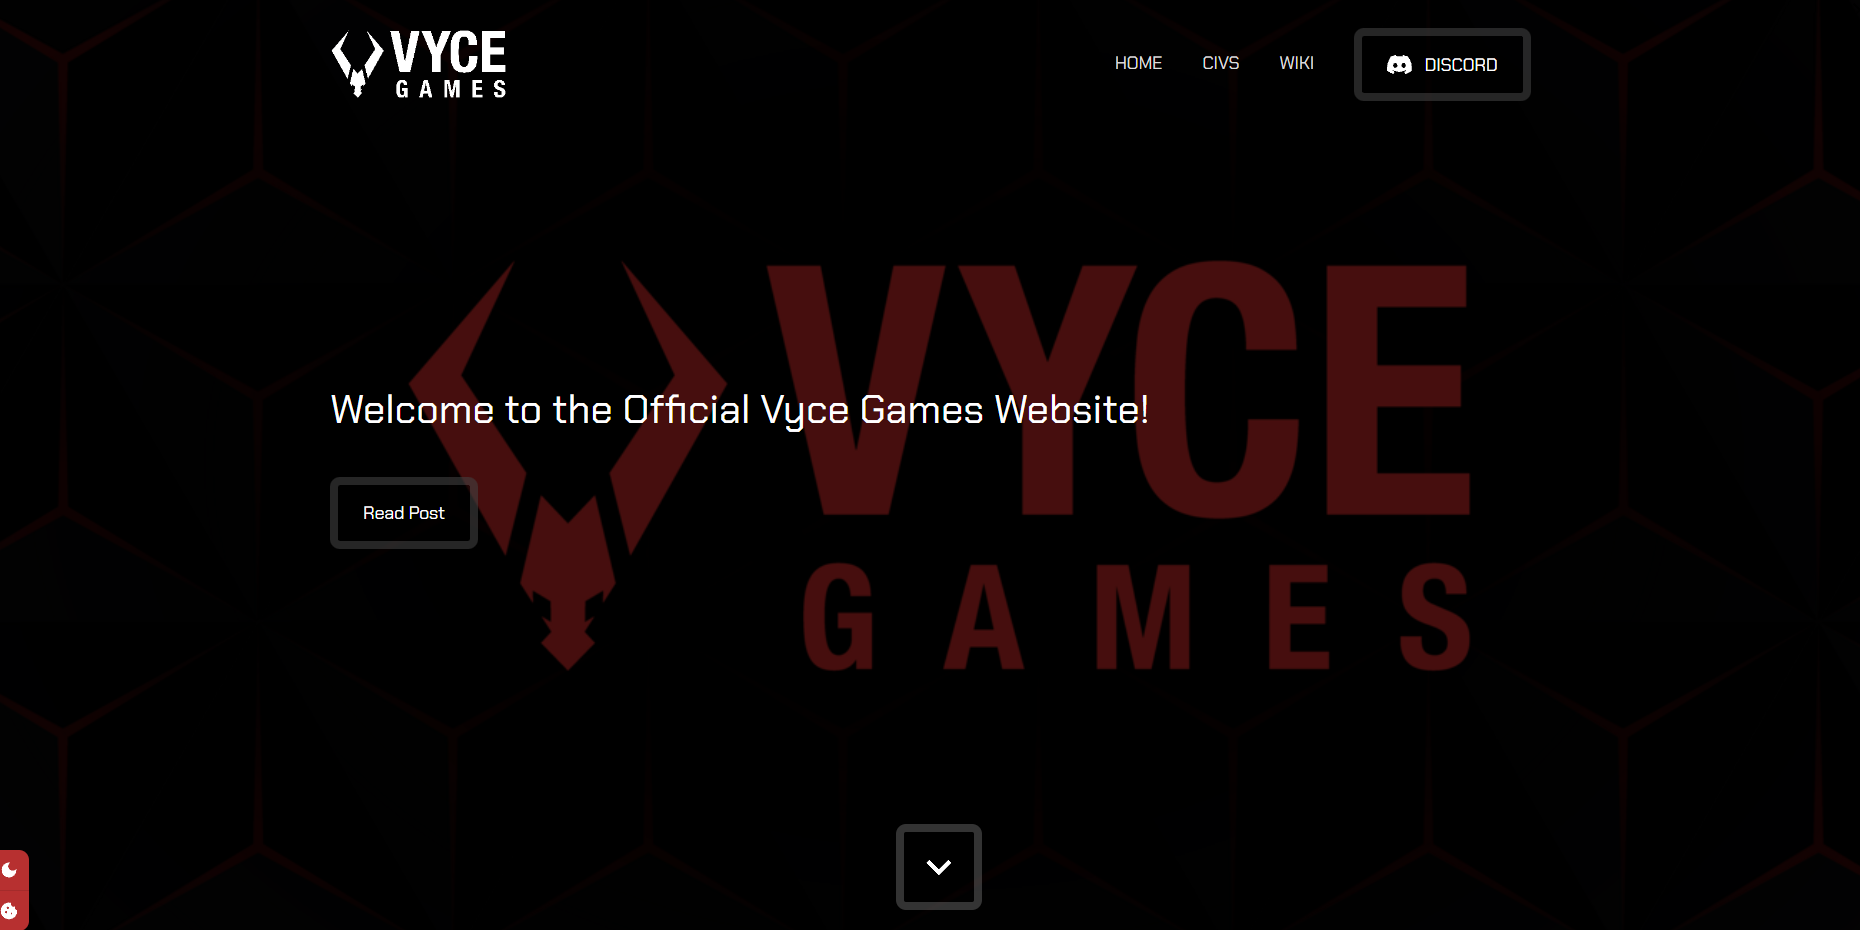 VYCE
GAMES
HOME
CIVS
WIKI
DISCORD
VYCE
GAMES
Welcome to the Official Vyce Games Website!
Read Post